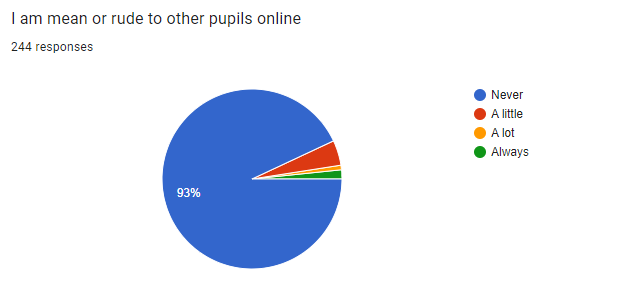 I am mean or rude to other pupils online
244 responses
Never
A little
A lot
Always
93%